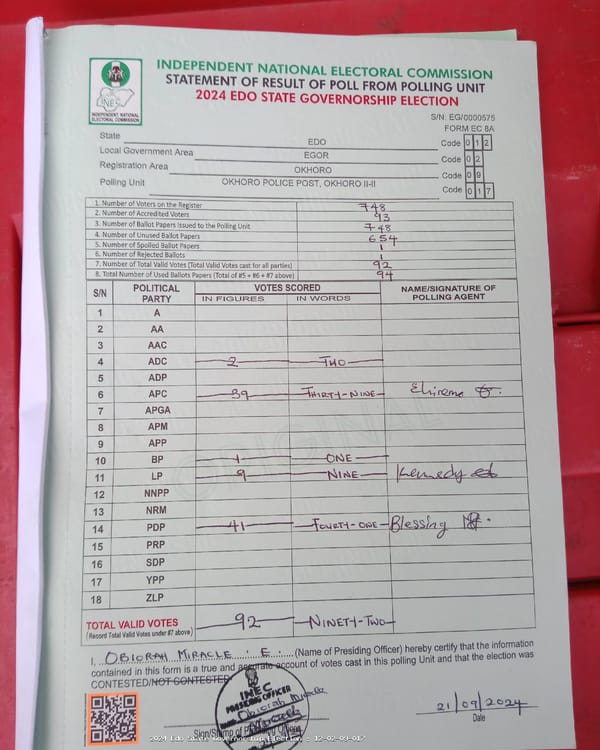 INDEPENDENT NATIONAL ELECTORAL COMMISSION
STATEMENT OF RESULT OF POLL FROM POLLING UNIT
2024 EDO STATE GOVERNORSHIP ELECTION
INEC
INDEPENDENT NATIONAL ELECTORAL COMMISSION
S/N: EG/0000575
FORM EC 8A
State EDO Code 0 1 2
Local Government Area EGOR Code 0 2
Registration Area OKHORO Code 0 9
Polling Unit OKHORO POLICE POST, OKHORO II-II Code 0 1 7
1. Number of Voters on the Register 748
2. Number of Accredited Voters 93
3. Number of Ballot Papers Issued to the Polling Unit 748
4. Number of Unused Ballot Papers 654
5. Number of Spoiled Ballot Papers 1
6. Number of Rejected Ballots 1
7. Number of Total Valid Votes (Total Valid Votes cast for all parties) 92
8. Total Number of Used Ballots Papers (Total of #5 + #6 + #7 above) 94
S/N POLITICAL PARTY VOTES SCORED NAME/SIGNATURE OF POLLING AGENT
IN FIGURES IN WORDS
1 A
2 AA
3 AAC
4 ADC 2 TWO
5 ADP
6 APC 39 THIRTY-NINE Ehireme
7 APGA
8 APM
9 APP
10 BP 1 ONE
11 LP 9 NINE Kennedy
12 NNPP
13 NRM
14 PDP 41 FOURTY-ONE Blessing
15 PRP
16 SDP
17 YPP
18 ZLP
TOTAL VALID VOTES 92 NINETY-TWO
(Record Total Valid Votes under #7 above)
I, OBIORAH MIRACLE . E . (Name of Presiding Officer) hereby certify that the information
contained in this form is a true and accurate account of votes cast in this polling Unit and that the election was
CONTESTED/NOT CONTESTED.
INEC
PRESIDING OFFICER
Obiorah Miracle
21/09/2024
Sign/Stamp of Presiding Officer Date